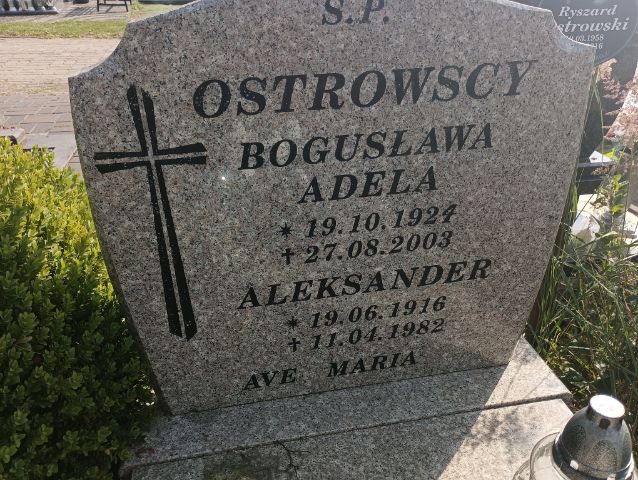 Ś.P.
OSTROWSCY
BOGUSŁAWA
ADELA
* 19.10.1924
† 27.08.2003
ALEKSANDER
* 19.06.1916
† 11.04.1982
AVE MARIA
Ryszard